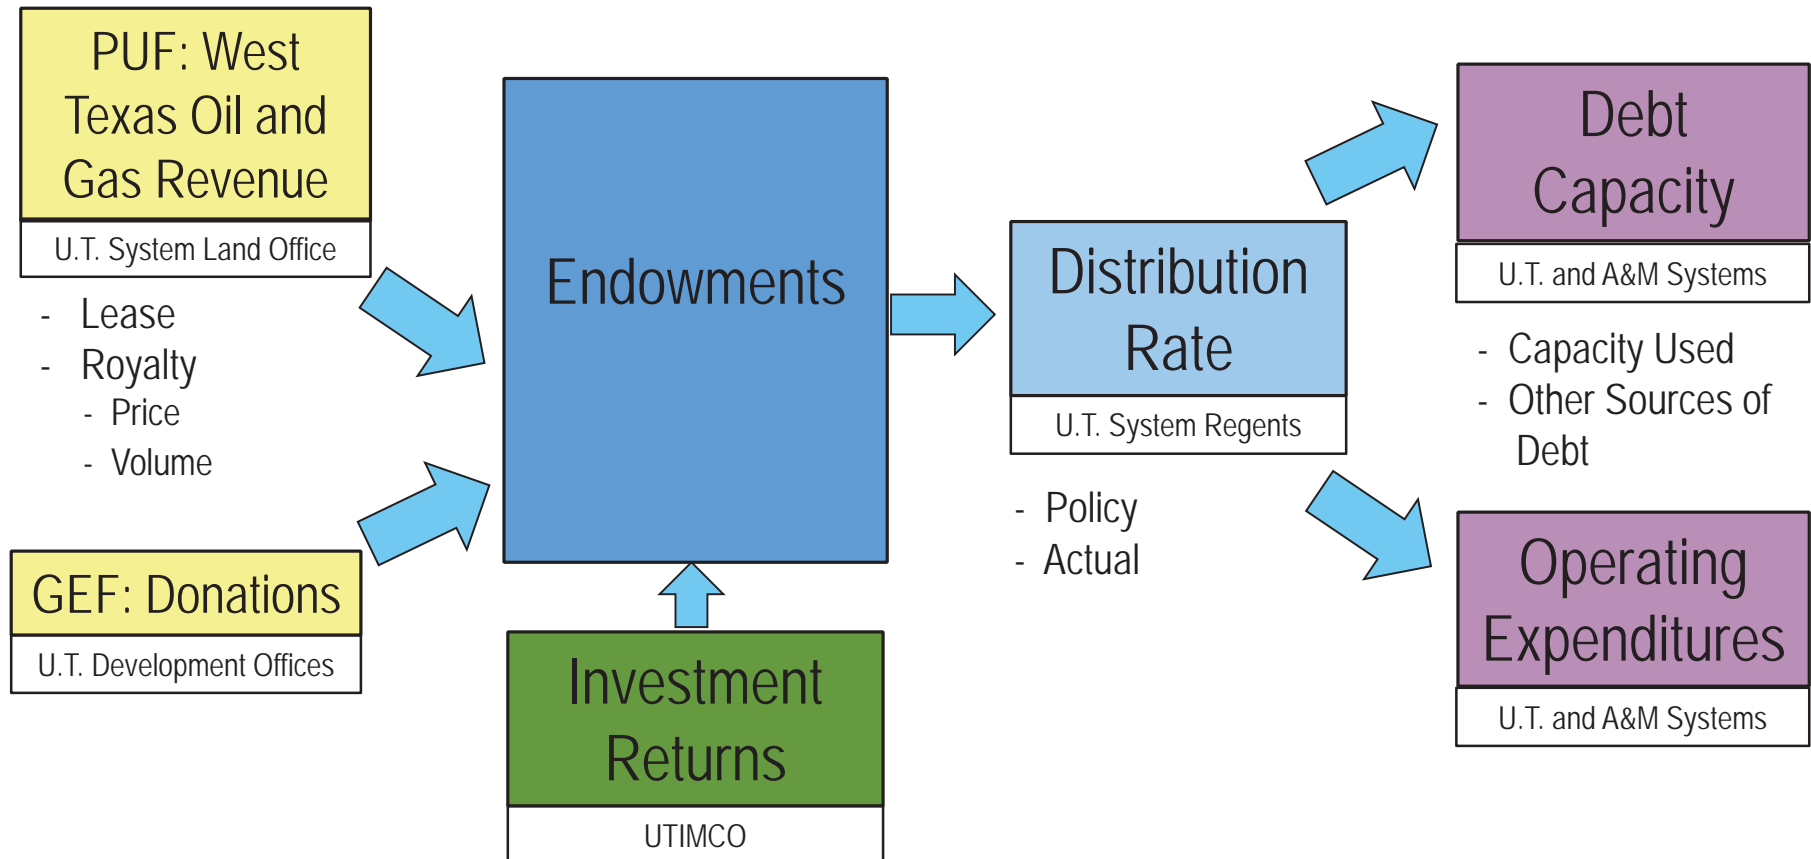 PUF: West
Texas Oil and
Gas Revenue
U.T. System Land Office
- Lease
- Royalty
- Price
- Volume
GEF: Donations
U.T. Development Offices
Endowments
Investment
Returns
UTIMCO
Distribution
Rate
U.T. System Regents
- Policy
- Actual
Debt
Capacity
U.T. and A&M Systems
- Capacity Used
- Other Sources of
Debt
Operating
Expenditures
U.T. and A&M Systems